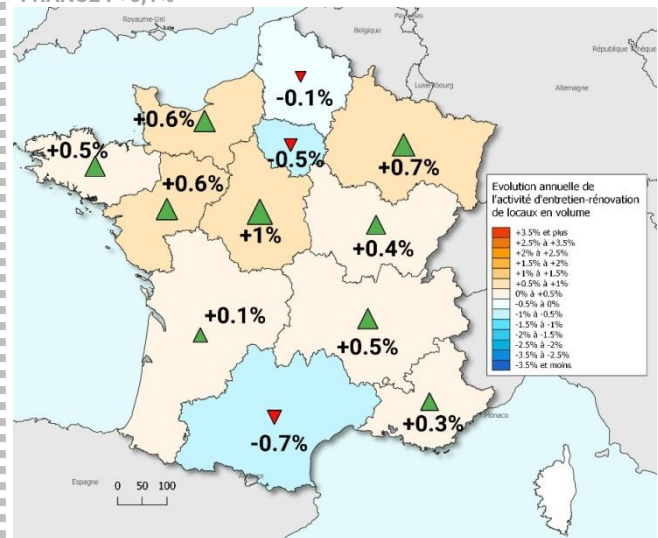 Royaume-Uni
Belgique
Luxembourg
Allemagne
-0.1%
+0.6%
-0.5%
+0.7%
+0.5%
+0.6%
+1%
+0.4%
Evolution annuelle de
l'activité d'entretien-rénovation
de locaux en volume
+3.5% et plus
+2.5% à +3.5%
+2% à +2.5%
+1.5% à +2%
+1% à +1.5%
+0.5% à +1%
0% à +0.5%
-0.5% à 0%
-1% à -0.5%
-1.5% à -1%
-2% à -1.5%
-2.5% à -2%
-3.5% à -2.5%
-3.5% et moins
+0.1%
+0.5%
+0.3%
Monaco
-0.7%
Espagne
0 50 100